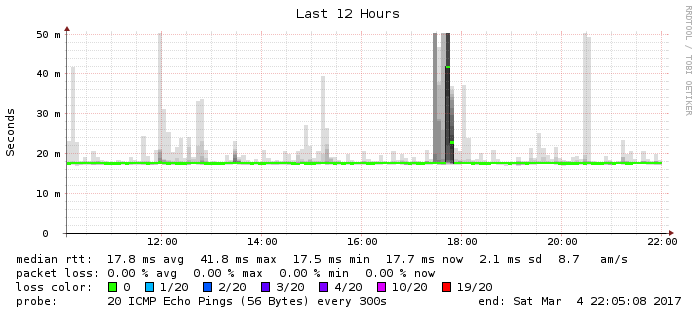 Last 12 Hours
RRDTOOL / TOBI OETIKER
Seconds
50 m
40 m
30 m
20 m
10 m
0
12:00 14:00 16:00 18:00 20:00 22:00
median rtt: 17.8 ms avg 41.8 ms max 17.5 ms min 17.7 ms now 2.1 ms sd 8.7 am/s
packet loss: 0.00 % avg 0.00 % max 0.00 % min 0.00 % now
loss color: 0 1/20 2/20 3/20 4/20 10/20 19/20
probe: 20 ICMP Echo Pings (56 Bytes) every 300s end: Sat Mar 4 22:05:08 2017